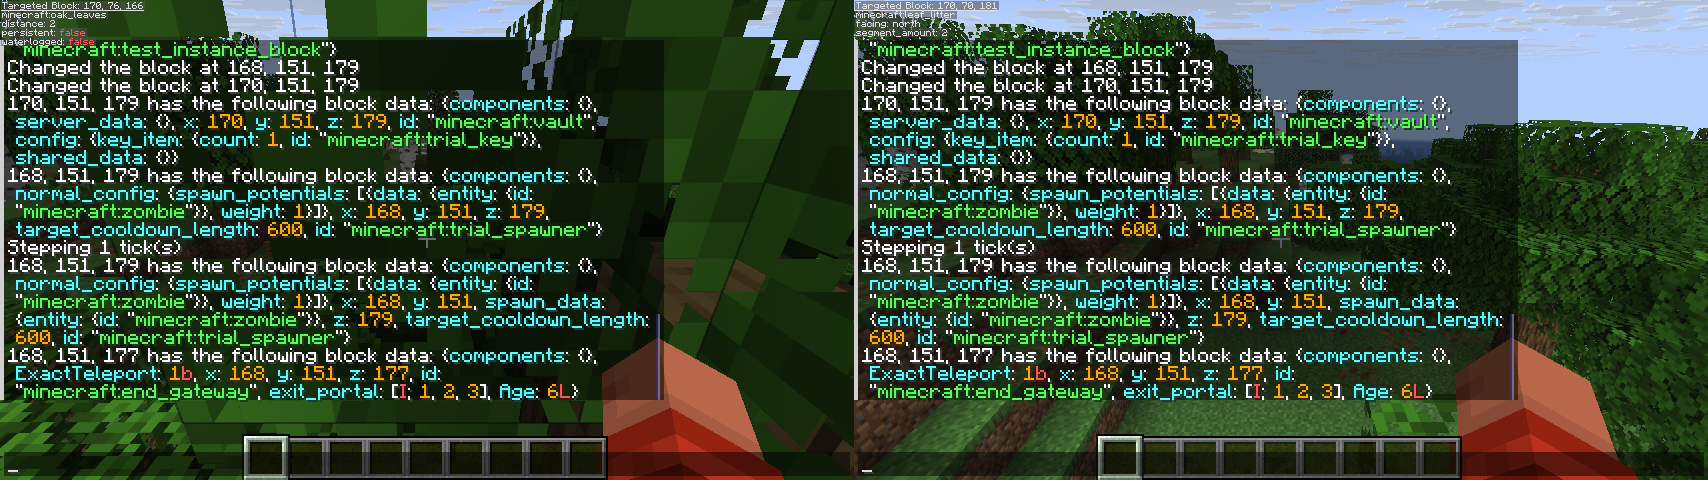 Targeted Block: 170, 76, 166
minecraft:oak_leaves
distance: 2
persistent: false
waterlogged: false
"minecraft:test_instance_block"}
Changed the block at 168, 151, 179
Changed the block at 170, 151, 179
170, 151, 179 has the following block data: {components: {},
server_data: {}, x: 170, y: 151, z: 179, id: "minecraft:vault",
config: {key_item: {count: 1, id: "minecraft:trial_key"}},
shared_data: {}}
168, 151, 179 has the following block data: {components: {},
normal_config: {spawn_potentials: [{data: {entity: {id:
"minecraft:zombie"}}, weight: 1}]}, x: 168, y: 151, z: 179,
target_cooldown_length: 600, id: "minecraft:trial_spawner"}
Stepping 1 tick(s)
168, 151, 179 has the following block data: {components: {},
normal_config: {spawn_potentials: [{data: {entity: {id:
"minecraft:zombie"}}, weight: 1}]}, x: 168, y: 151, spawn_data:
{entity: {id: "minecraft:zombie"}}, z: 179, target_cooldown_length:
600, id: "minecraft:trial_spawner"}
168, 151, 177 has the following block data: {components: {},
ExactTeleport: 1b, x: 168, y: 151, z: 177, id:
"minecraft:end_gateway", exit_portal: [I; 1, 2, 3], Age: 6L}
_
Targeted Block: 170, 70, 181
minecraft:leaf_litter
facing: north
segment_amount: 2
"minecraft:test_instance_block"}
Changed the block at 168, 151, 179
Changed the block at 170, 151, 179
170, 151, 179 has the following block data: {components: {},
server_data: {}, x: 170, y: 151, z: 179, id: "minecraft:vault",
config: {key_item: {count: 1, id: "minecraft:trial_key"}},
shared_data: {}}
168, 151, 179 has the following block data: {components: {},
normal_config: {spawn_potentials: [{data: {entity: {id:
"minecraft:zombie"}}, weight: 1}]}, x: 168, y: 151, z: 179,
target_cooldown_length: 600, id: "minecraft:trial_spawner"}
Stepping 1 tick(s)
168, 151, 179 has the following block data: {components: {},
normal_config: {spawn_potentials: [{data: {entity: {id:
"minecraft:zombie"}}, weight: 1}]}, x: 168, y: 151, spawn_data:
{entity: {id: "minecraft:zombie"}}, z: 179, target_cooldown_length:
600, id: "minecraft:trial_spawner"}
168, 151, 177 has the following block data: {components: {},
ExactTeleport: 1b, x: 168, y: 151, z: 177, id:
"minecraft:end_gateway", exit_portal: [I; 1, 2, 3], Age: 6L}
_